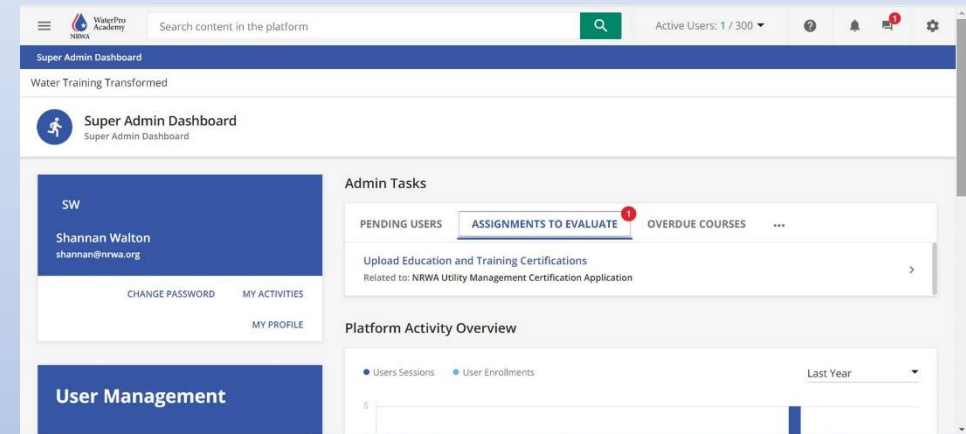 WaterPro
Academy
NRWA
Search content in the platform
Active Users: 1 / 300
1
Super Admin Dashboard
Water Training Transformed
Super Admin Dashboard
Super Admin Dashboard
SW
Shannan Walton
shannan@nrwa.org
CHANGE PASSWORD MY ACTIVITIES
MY PROFILE
User Management
Admin Tasks
PENDING USERS ASSIGNMENTS TO EVALUATE 1 OVERDUE COURSES ...
Upload Education and Training Certifications
Related to: NRWA Utility Management Certification Application
Platform Activity Overview
Users Sessions User Enrollments Last Year
5